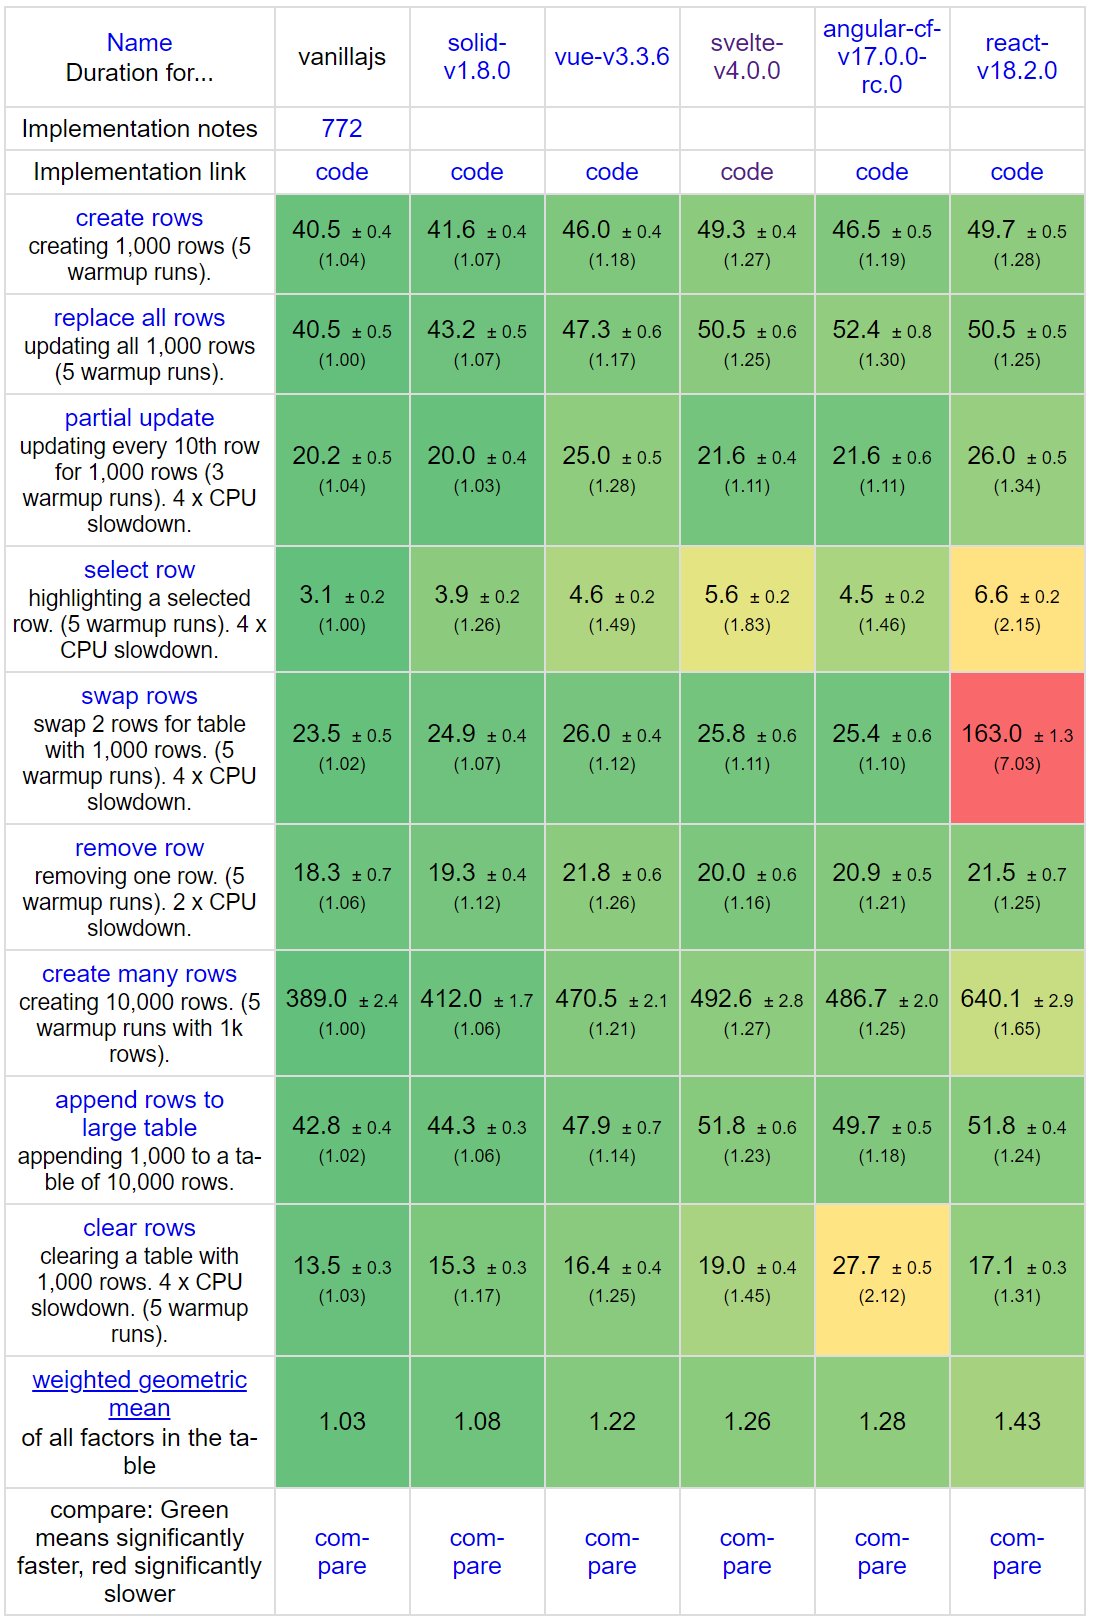 Name
Duration for...
vanillajs
solid-
v1.8.0
vue-v3.3.6
svelte-
v4.0.0
angular-cf-
v17.0.0-
rc.0
react-
v18.2.0
Implementation notes
772
Implementation link
code
code
code
code
code
code
create rows
creating 1,000 rows (5
warmup runs).
40.5 ± 0.4
(1.04)
41.6 ± 0.4
(1.07)
46.0 ± 0.4
(1.18)
49.3 ± 0.4
(1.27)
46.5 ± 0.5
(1.19)
49.7 ± 0.5
(1.28)
replace all rows
updating all 1,000 rows
(5 warmup runs).
40.5 ± 0.5
(1.00)
43.2 ± 0.5
(1.07)
47.3 ± 0.6
(1.17)
50.5 ± 0.6
(1.25)
52.4 ± 0.8
(1.30)
50.5 ± 0.5
(1.25)
partial update
updating every 10th row
for 1,000 rows (3
warmup runs). 4 x CPU
slowdown.
20.2 ± 0.5
(1.04)
20.0 ± 0.4
(1.03)
25.0 ± 0.5
(1.28)
21.6 ± 0.4
(1.11)
21.6 ± 0.6
(1.11)
26.0 ± 0.5
(1.34)
select row
highlighting a selected
row. (5 warmup runs). 4 x
CPU slowdown.
3.1 ± 0.2
(1.00)
3.9 ± 0.2
(1.26)
4.6 ± 0.2
(1.49)
5.6 ± 0.2
(1.83)
4.5 ± 0.2
(1.46)
6.6 ± 0.2
(2.15)
swap rows
swap 2 rows for table
with 1,000 rows. (5
warmup runs). 4 x CPU
slowdown.
23.5 ± 0.5
(1.02)
24.9 ± 0.4
(1.07)
26.0 ± 0.4
(1.12)
25.8 ± 0.6
(1.11)
25.4 ± 0.6
(1.10)
163.0 ± 1.3
(7.03)
remove row
removing one row. (5
warmup runs). 2 x CPU
slowdown.
18.3 ± 0.7
(1.06)
19.3 ± 0.4
(1.12)
21.8 ± 0.6
(1.26)
20.0 ± 0.6
(1.16)
20.9 ± 0.5
(1.21)
21.5 ± 0.7
(1.25)
create many rows
creating 10,000 rows. (5
warmup runs with 1k
rows).
389.0 ± 2.4
(1.00)
412.0 ± 1.7
(1.06)
470.5 ± 2.1
(1.21)
492.6 ± 2.8
(1.27)
486.7 ± 2.0
(1.25)
640.1 ± 2.9
(1.65)
append rows to
large table
appending 1,000 to a ta-
ble of 10,000 rows.
42.8 ± 0.4
(1.02)
44.3 ± 0.3
(1.06)
47.9 ± 0.7
(1.14)
51.8 ± 0.6
(1.23)
49.7 ± 0.5
(1.18)
51.8 ± 0.4
(1.24)
clear rows
clearing a table with
1,000 rows. 4 x CPU
slowdown. (5 warmup
runs).
13.5 ± 0.3
(1.03)
15.3 ± 0.3
(1.17)
16.4 ± 0.4
(1.25)
19.0 ± 0.4
(1.45)
27.7 ± 0.5
(2.12)
17.1 ± 0.3
(1.31)
weighted geometric
mean
of all factors in the ta-
ble
1.03
1.08
1.22
1.26
1.28
1.43
compare: Green
means significantly
faster, red significantly
slower
com-
pare
com-
pare
com-
pare
com-
pare
com-
pare
com-
pare